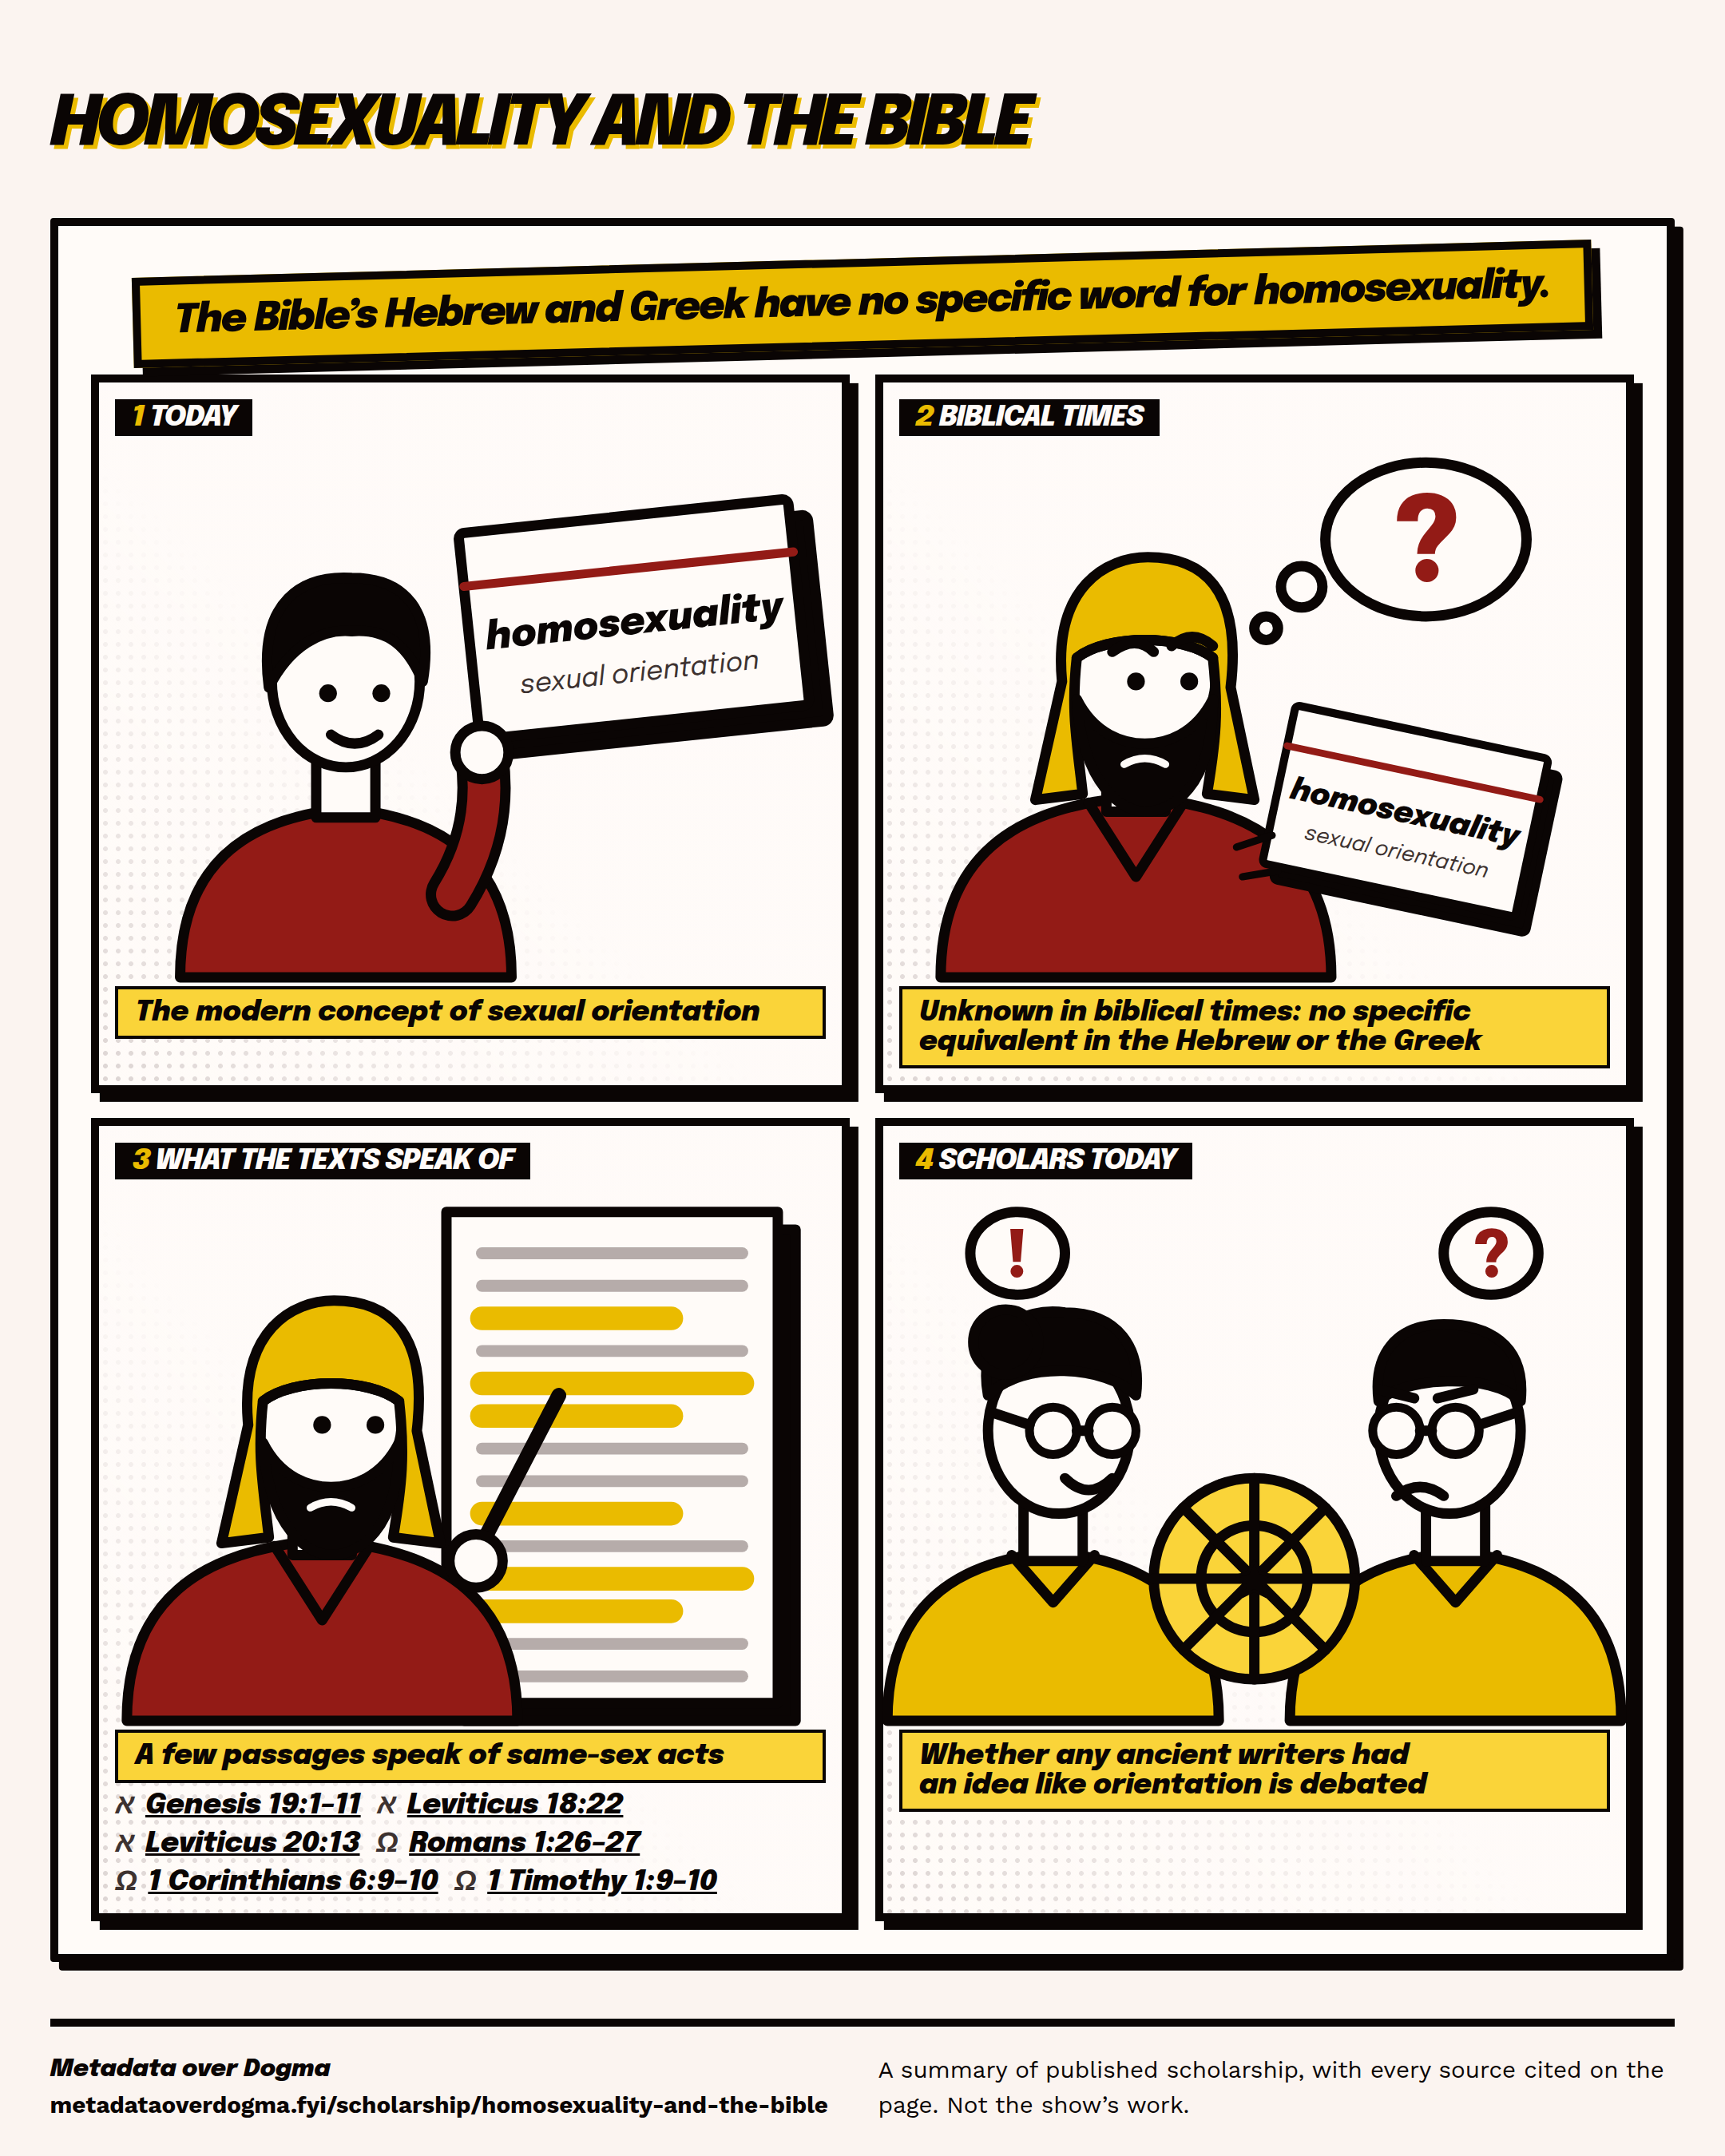 HOMOSEXUALITY AND THE BIBLE
The Bible’s Hebrew and Greek have no specific word for homosexuality.
1 TODAY
homosexuality
sexual orientation
The modern concept of sexual orientation
2 BIBLICAL TIMES
?
homosexuality
sexual orientation
Unknown in biblical times: no specific
equivalent in the Hebrew or the Greek
3 WHAT THE TEXTS SPEAK OF
A few passages speak of same-sex acts
א Genesis 19:1–11 א Leviticus 18:22
א Leviticus 20:13 Ω Romans 1:26–27
Ω 1 Corinthians 6:9–10 Ω 1 Timothy 1:9–10
4 SCHOLARS TODAY
! ?
Whether any ancient writers had
an idea like orientation is debated
Metadata over Dogma
metadataoverdogma.fyi/scholarship/homosexuality-and-the-bible
A summary of published scholarship, with every source cited on the
page. Not the show’s work.